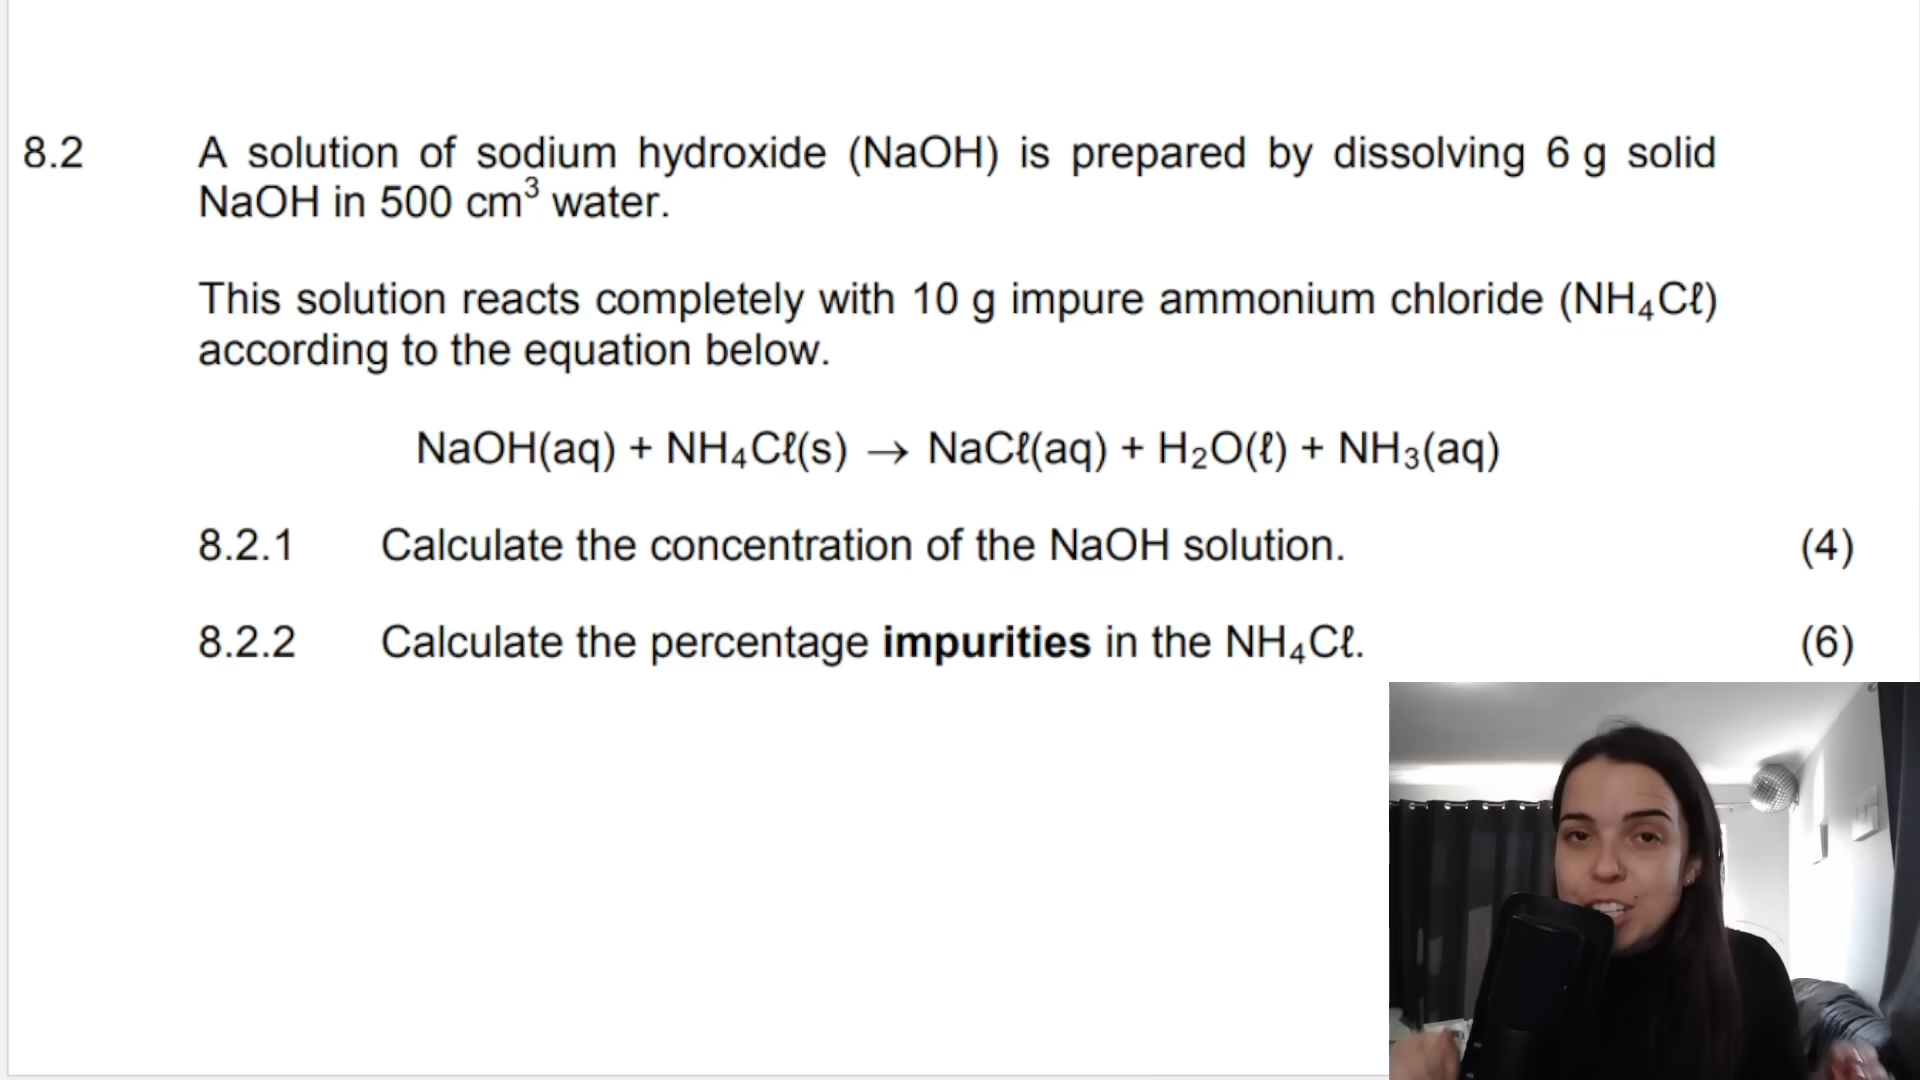 8.2 A solution of sodium hydroxide (NaOH) is prepared by dissolving 6 g solid
NaOH in 500 cm³ water.
This solution reacts completely with 10 g impure ammonium chloride (NH₄Cℓ)
according to the equation below.
NaOH(aq) + NH₄Cℓ(s) → NaCℓ(aq) + H₂O(ℓ) + NH₃(aq)
8.2.1 Calculate the concentration of the NaOH solution. (4)
8.2.2 Calculate the percentage impurities in the NH₄Cℓ. (6)